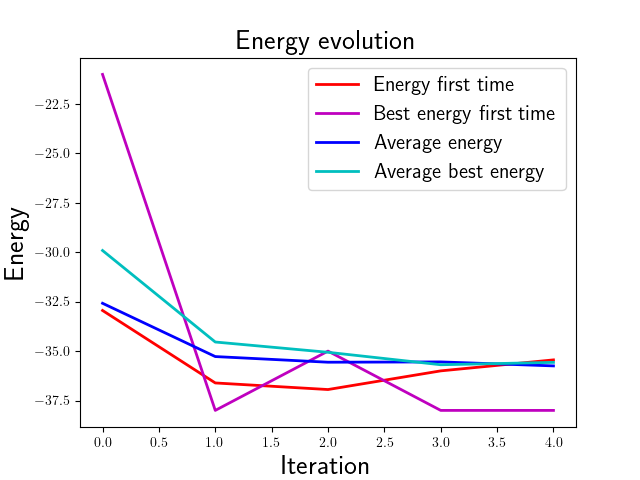 Energy evolution
Energy first time
Best energy first time
Average energy
Average best energy
Energy
−22.5
−25.0
−27.5
−30.0
−32.5
−35.0
−37.5
0.0 0.5 1.0 1.5 2.0 2.5 3.0 3.5 4.0
Iteration